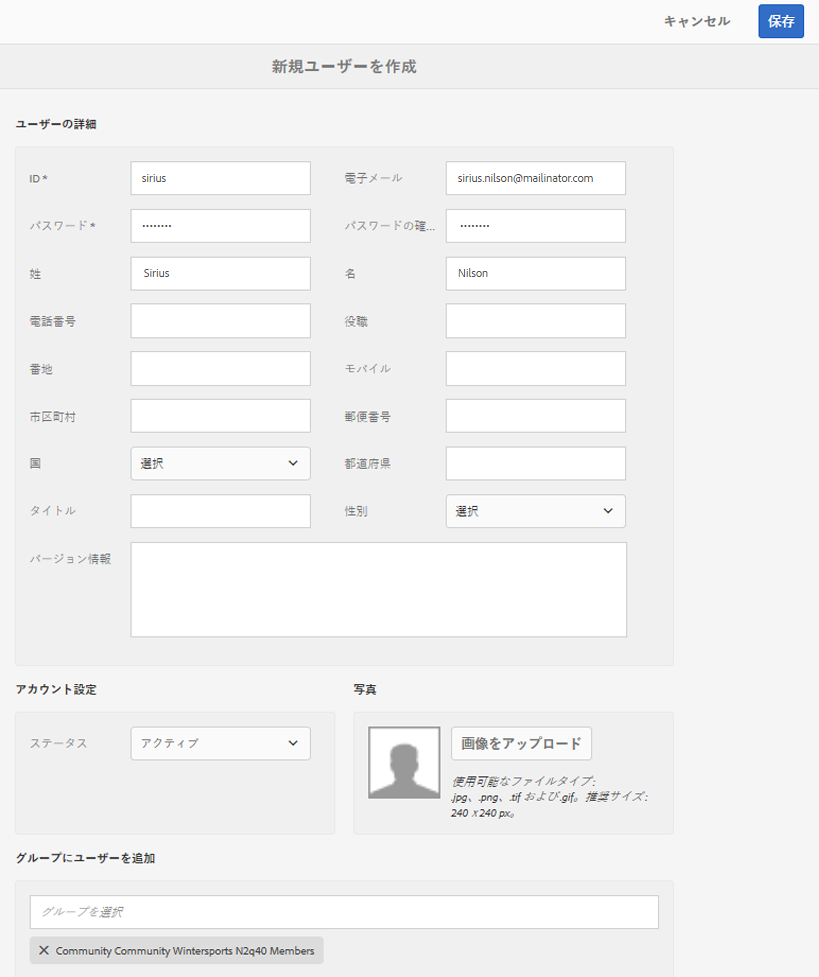 キャンセル 保存
新規ユーザーを作成
ユーザーの詳細
ID * sirius 電子メール sirius.nilson@mailinator.com
パスワード * •••••••• パスワードの確... ••••••••
姓 Sirius 名 Nilson
電話番号 役職
番地 モバイル
市区町村 郵便番号
国 選択 都道府県
タイトル 性別 選択
バージョン情報
アカウント設定 写真
ステータス アクティブ 画像をアップロード
使用可能なファイルタイプ :
.jpg、.png、.tif および .gif。推奨サイズ :
240 x 240 px。
グループにユーザーを追加
グループを選択
✕ Community Community Wintersports N2q40 Members